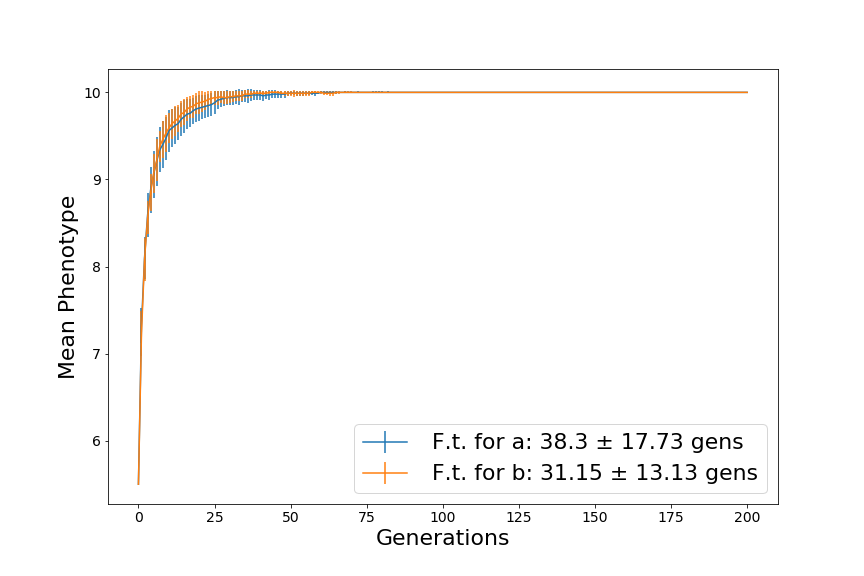 10
9
8
7
6
Mean Phenotype
F.t. for a: 38.3 ± 17.73 gens
F.t. for b: 31.15 ± 13.13 gens
0 25 50 75 100 125 150 175 200
Generations